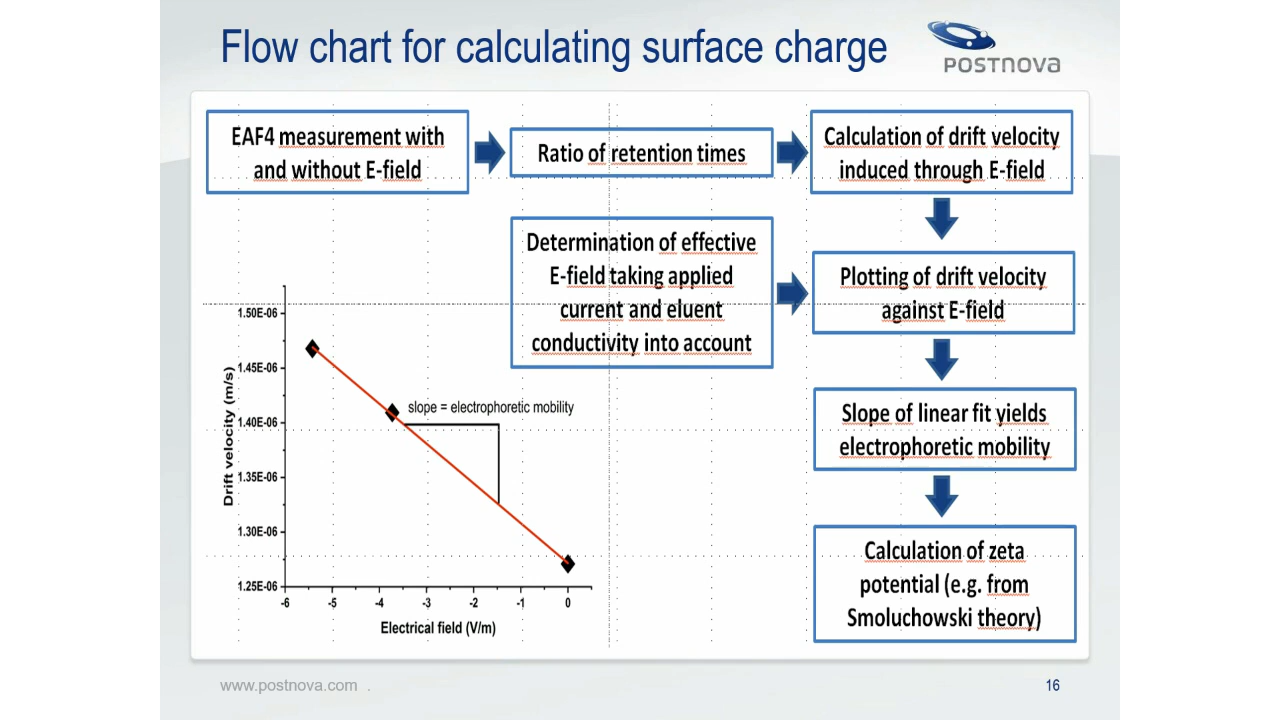 Flow chart for calculating surface charge
POSTNOVA
EAF4 measurement with
and without E-field
Ratio of retention times
Calculation of drift velocity
induced through E-field
Determination of effective
E-field taking applied
current and eluent
conductivity into account
Plotting of drift velocity
against E-field
Slope of linear fit yields
electrophoretic mobility
Calculation of zeta
potential (e.g. from
Smoluchowski theory)
Drift velocity (m/s)
1.50E-06
1.45E-06
1.40E-06
1.35E-06
1.30E-06
1.25E-06
slope = electrophoretic mobility
-6 -5 -4 -3 -2 -1 0
Electrical field (V/m)
www.postnova.com .
16